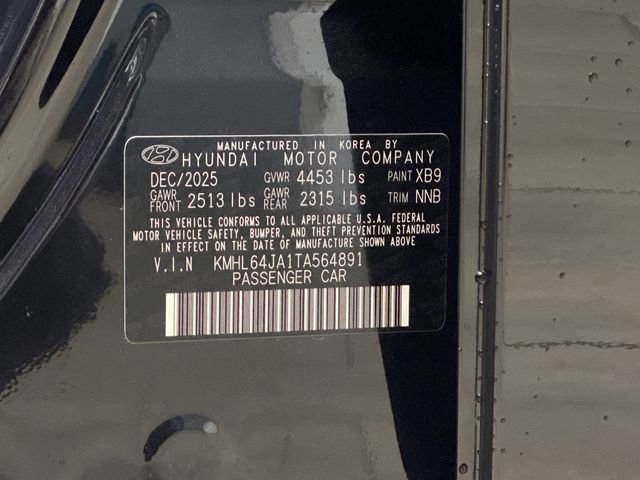 MANUFACTURED IN KOREA BY
HYUNDAI MOTOR COMPANY
DEC/2025 GVWR 4453 lbs PAINT XB9
GAWR FRONT 2513 lbs GAWR REAR 2315 lbs TRIM NNB
THIS VEHICLE CONFORMS TO ALL APPLICABLE U.S.A. FEDERAL
MOTOR VEHICLE SAFETY, BUMPER, AND THEFT PREVENTION STANDARDS
IN EFFECT ON THE DATE OF MANUFACTURE SHOWN ABOVE
V.I.N KMHL64JA1TA564891
PASSENGER CAR